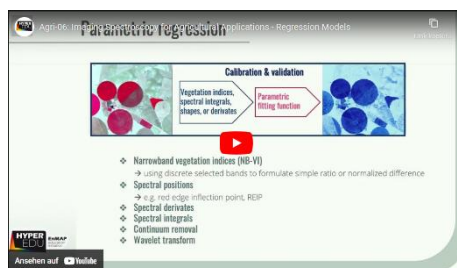 Agri-06: Imaging Spectroscopy for Agricultural Applications - Regression Models
Parametric regression
Calibration & validation
Vegetation indices,
spectral integrals,
shapes, or derivates
Parametric
fitting function
❖ Narrowband vegetation indices (NB-VI)
→ using discrete selected bands to formulate simple ratio or normalized difference
❖ Spectral positions
→ e.g. red edge inflection point, REIP
❖ Spectral derivates
❖ Spectral integrals
❖ Continuum removal
❖ Wavelet transform
HYPER
EDU
EnMAP
Ansehen auf YouTube